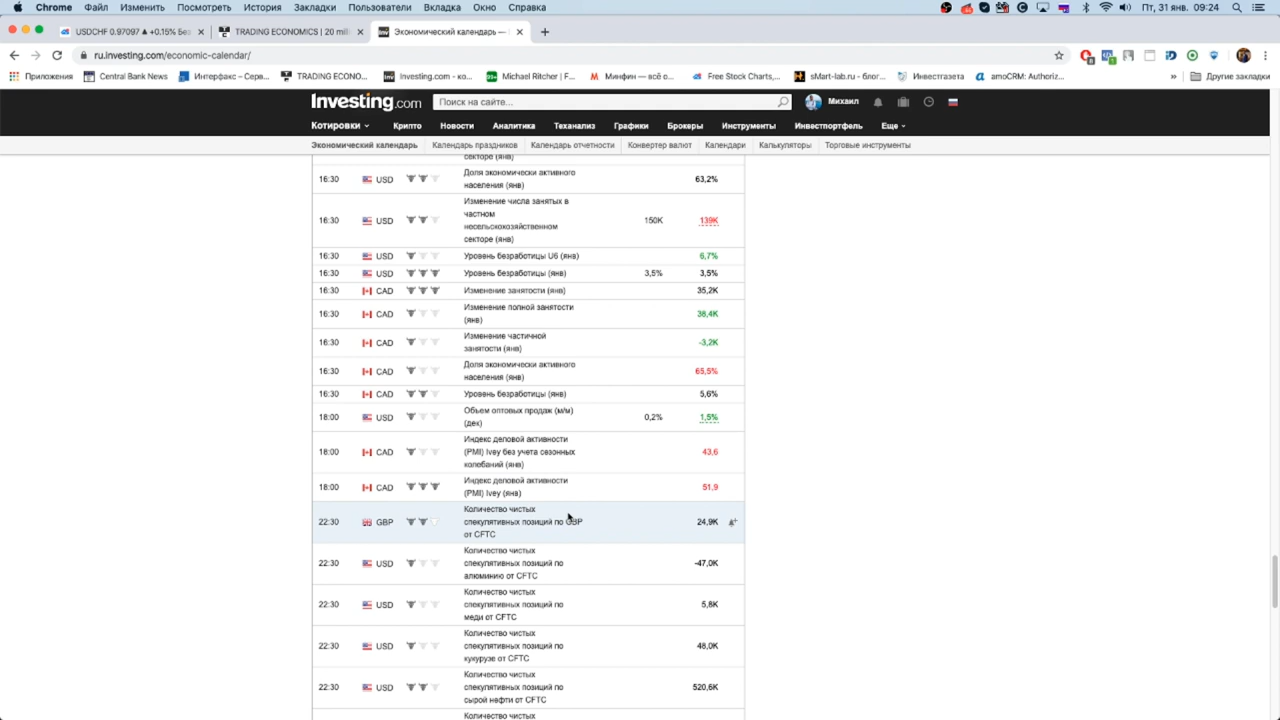 Chrome Файл Изменить Посмотреть История Закладки Пользователи Вкладка Окно Справка Пт, 31 янв. 09:24
USDCHF 0.97097 ▲ +0.15% Без
TRADING ECONOMICS | 20 mil
Экономический календарь —
ru.investing.com/economic-calendar/
Приложения Central Bank News Интерфакс – Серв... TRADING ECONO... Investing.com - ко... Michael Ritcher | F... Минфин — всё о... Free Stock Charts,... sMart-lab.ru - блог... Инвестгазета amoCRM: Authoriz... » Другие закладки
Investing.com Поиск на сайте... Михаил
Котировки Крипто Новости Аналитика Теханализ Графики Брокеры Инструменты Инвестпортфель Еще
Экономический календарь Календарь праздников Календарь отчетности Конвертер валют Календари Калькуляторы Торговые инструменты
секторе (янв)
16:30 USD Доля экономически активного
населения (янв) 63,2%
Изменение числа занятых в
частном
16:30 USD несельскохозяйственном 150K 139K
секторе (янв)
16:30 USD Уровень безработицы U6 (янв) 6,7%
16:30 USD Уровень безработицы (янв) 3,5% 3,5%
16:30 CAD Изменение занятости (янв) 35,2K
16:30 CAD Изменение полной занятости
(янв) 38,4K
16:30 CAD Изменение частичной
занятости (янв) -3,2K
16:30 CAD Доля экономически активного
населения (янв) 65,5%
16:30 CAD Уровень безработицы (янв) 5,6%
18:00 USD Объем оптовых продаж (м/м)
(дек) 0,2% 1,5%
Индекс деловой активности
18:00 CAD (PMI) Ivey без учета сезонных 43,6
колебаний (янв)
18:00 CAD Индекс деловой активности
(PMI) Ivey (янв) 51,9
Количество чистых
22:30 GBP спекулятивных позиций по GBP 24,9K
от CFTC
Количество чистых
22:30 USD спекулятивных позиций по -47,0K
алюминию от CFTC
Количество чистых
22:30 USD спекулятивных позиций по 5,8K
меди от CFTC
Количество чистых
22:30 USD спекулятивных позиций по 48,0K
кукурузе от CFTC
Количество чистых
22:30 USD спекулятивных позиций по 520,6K
сырой нефти от CFTC
Количество чистых